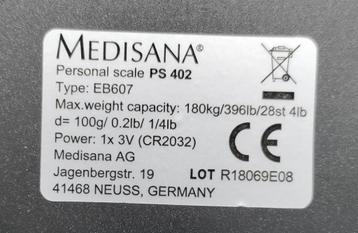 MEDISANA®
Personal scale PS 402
Type: EB607
Max.weight capacity: 180kg/396lb/28st 4lb
d= 100g/ 0.2lb/ 1/4lb
Power: 1x 3V (CR2032)
Medisana AG
Jagenbergstr. 19 LOT R18069E08
41468 NEUSS, GERMANY
CE